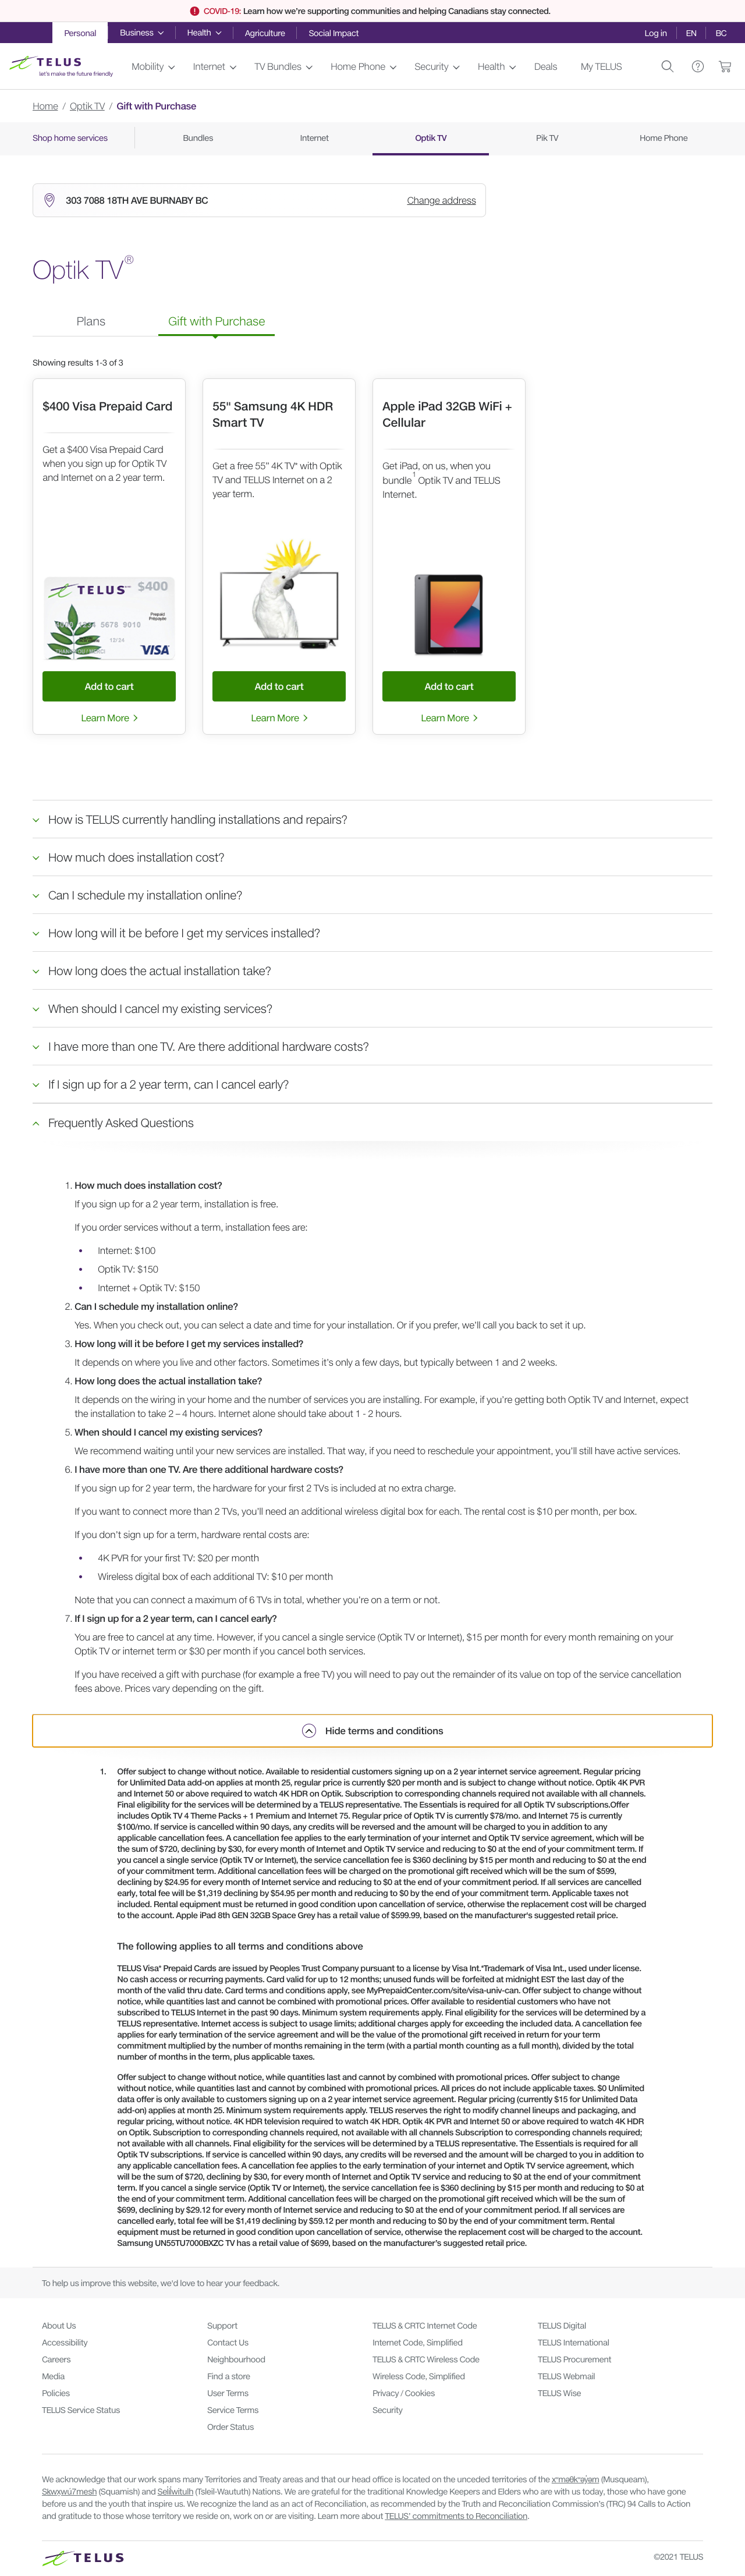 COVID-19: Learn how we're supporting communities and helping Canadians stay connected.
Personal Business Health Agriculture Social Impact Log in EN BC
TELUS
let's make the future friendly
Mobility Internet TV Bundles Home Phone Security Health Deals My TELUS
Home / Optik TV / Gift with Purchase
Shop home services Bundles Internet Optik TV Pik TV Home Phone
303 7088 18TH AVE BURNABY BC Change address
Optik TV®
Plans Gift with Purchase
Showing results 1-3 of 3
$400 Visa Prepaid Card
Get a $400 Visa Prepaid Card
when you sign up for Optik TV
and Internet on a 2 year term.
TELUS $400
5678 9010
Prepaid
Prépayée
12/24
VISA
Add to cart
Learn More
55" Samsung 4K HDR
Smart TV
Get a free 55" 4K TV* with Optik
TV and TELUS Internet on a 2
year term.
Add to cart
Learn More
Apple iPad 32GB WiFi +
Cellular
Get iPad, on us, when you
bundle1 Optik TV and TELUS
Internet.
Add to cart
Learn More
How is TELUS currently handling installations and repairs?
How much does installation cost?
Can I schedule my installation online?
How long will it be before I get my services installed?
How long does the actual installation take?
When should I cancel my existing services?
I have more than one TV. Are there additional hardware costs?
If I sign up for a 2 year term, can I cancel early?
Frequently Asked Questions
1. How much does installation cost?
If you sign up for a 2 year term, installation is free.
If you order services without a term, installation fees are:
• Internet: $100
• Optik TV: $150
• Internet + Optik TV: $150
2. Can I schedule my installation online?
Yes. When you check out, you can select a date and time for your installation. Or if you prefer, we'll call you back to set it up.
3. How long will it be before I get my services installed?
It depends on where you live and other factors. Sometimes it's only a few days, but typically between 1 and 2 weeks.
4. How long does the actual installation take?
It depends on the wiring in your home and the number of services you are installing. For example, if you're getting both Optik TV and Internet, expect
the installation to take 2 – 4 hours. Internet alone should take about 1 - 2 hours.
5. When should I cancel my existing services?
We recommend waiting until your new services are installed. That way, if you need to reschedule your appointment, you'll still have active services.
6. I have more than one TV. Are there additional hardware costs?
If you sign up for 2 year term, the hardware for your first 2 TVs is included at no extra charge.
If you want to connect more than 2 TVs, you'll need an additional wireless digital box for each. The rental cost is $10 per month, per box.
If you don't sign up for a term, hardware rental costs are:
• 4K PVR for your first TV: $20 per month
• Wireless digital box of each additional TV: $10 per month
Note that you can connect a maximum of 6 TVs in total, whether you're on a term or not.
7. If I sign up for a 2 year term, can I cancel early?
You are free to cancel at any time. However, if you cancel a single service (Optik TV or Internet), $15 per month for every month remaining on your
Optik TV or internet term or $30 per month if you cancel both services.
If you have received a gift with purchase (for example a free TV) you will need to pay out the remainder of its value on top of the service cancellation
fees above. Prices vary depending on the gift.
Hide terms and conditions
1. Offer subject to change without notice. Available to residential customers signing up on a 2 year internet service agreement. Regular pricing
for Unlimited Data add-on applies at month 25, regular price is currently $20 per month and is subject to change without notice. Optik 4K PVR
and Internet 50 or above required to watch 4K HDR on Optik. Subscription to corresponding channels required not available with all channels.
Final eligibility for the services will be determined by a TELUS representative. The Essentials is required for all Optik TV subscriptions.Offer
includes Optik TV 4 Theme Packs + 1 Premium and Internet 75. Regular price of Optik TV is currently $78/mo. and Internet 75 is currently
$100/mo. If service is cancelled within 90 days, any credits will be reversed and the amount will be charged to you in addition to any
applicable cancellation fees. A cancellation fee applies to the early termination of your internet and Optik TV service agreement, which will be
the sum of $720, declining by $30, for every month of Internet and Optik TV service and reducing to $0 at the end of your commitment term. If
you cancel a single service (Optik TV or Internet), the service cancellation fee is $360 declining by $15 per month and reducing to $0 at the end
of your commitment term. Additional cancellation fees will be charged on the promotional gift received which will be the sum of $599,
declining by $24.95 for every month of Internet service and reducing to $0 at the end of your commitment period. If all services are cancelled
early, total fee will be $1,319 declining by $54.95 per month and reducing to $0 by the end of your commitment term. Applicable taxes not
included. Rental equipment must be returned in good condition upon cancellation of service, otherwise the replacement cost will be charged
to the account. Apple iPad 8th GEN 32GB Space Grey has a retail value of $599.99, based on the manufacturer's suggested retail price.
The following applies to all terms and conditions above
TELUS Visa* Prepaid Cards are issued by Peoples Trust Company pursuant to a license by Visa Int.*Trademark of Visa Int., used under license.
No cash access or recurring payments. Card valid for up to 12 months; unused funds will be forfeited at midnight EST the last day of the
month of the valid thru date. Card terms and conditions apply, see MyPrepaidCenter.com/site/visa-univ-can. Offer subject to change without
notice, while quantities last and cannot be combined with promotional prices. Offer available to residential customers who have not
subscribed to TELUS Internet in the past 90 days. Minimum system requirements apply. Final eligibility for the services will be determined by a
TELUS representative. Internet access is subject to usage limits; additional charges apply for exceeding the included data. A cancellation fee
applies for early termination of the service agreement and will be the value of the promotional gift received in return for your term
commitment multiplied by the number of months remaining in the term (with a partial month counting as a full month), divided by the total
number of months in the term, plus applicable taxes.
Offer subject to change without notice, while quantities last and cannot by combined with promotional prices. Offer subject to change
without notice, while quantities last and cannot by combined with promotional prices. All prices do not include applicable taxes. $0 Unlimited
data offer is only available to customers signing up on a 2 year internet service agreement. Regular pricing (currently $15 for Unlimited Data
add-on) applies at month 25. Minimum system requirements apply. TELUS reserves the right to modify channel lineups and packaging, and
regular pricing, without notice. 4K HDR television required to watch 4K HDR. Optik 4K PVR and Internet 50 or above required to watch 4K HDR
on Optik. Subscription to corresponding channels required, not available with all channels Subscription to corresponding channels required;
not available with all channels. Final eligibility for the services will be determined by a TELUS representative. The Essentials is required for all
Optik TV subscriptions. If service is cancelled within 90 days, any credits will be reversed and the amount will be charged to you in addition to
any applicable cancellation fees. A cancellation fee applies to the early termination of your internet and Optik TV service agreement, which
will be the sum of $720, declining by $30, for every month of Internet and Optik TV service and reducing to $0 at the end of your commitment
term. If you cancel a single service (Optik TV or Internet), the service cancellation fee is $360 declining by $15 per month and reducing to $0 at
the end of your commitment term. Additional cancellation fees will be charged on the promotional gift received which will be the sum of
$699, declining by $29.12 for every month of Internet service and reducing to $0 at the end of your commitment period. If all services are
cancelled early, total fee will be $1,419 declining by $59.12 per month and reducing to $0 by the end of your commitment term. Rental
equipment must be returned in good condition upon cancellation of service, otherwise the replacement cost will be charged to the account.
Samsung UN55TU7000BXZC TV has a retail value of $699, based on the manufacturer's suggested retail price.
To help us improve this website, we'd love to hear your feedback.
About Us
Accessibility
Careers
Media
Policies
TELUS Service Status
Support
Contact Us
Neighbourhood
Find a store
User Terms
Service Terms
Order Status
TELUS & CRTC Internet Code
Internet Code, Simplified
TELUS & CRTC Wireless Code
Wireless Code, Simplified
Privacy / Cookies
Security
TELUS Digital
TELUS International
TELUS Procurement
TELUS Webmail
TELUS Wise
We acknowledge that our work spans many Territories and Treaty areas and that our head office is located on the unceded territories of the xʷməθkʷəy̓əm (Musqueam),
Sḵwx̱wú7mesh (Squamish) and Sel̓íl̓witulh (Tsleil-Waututh) Nations. We are grateful for the traditional Knowledge Keepers and Elders who are with us today, those who have gone
before us and the youth that inspire us. We recognize the land as an act of Reconciliation, as recommended by the Truth and Reconciliation Commission's (TRC) 94 Calls to Action
and gratitude to those whose territory we reside on, work on or are visiting. Learn more about TELUS' commitments to Reconciliation.
TELUS ©2021 TELUS